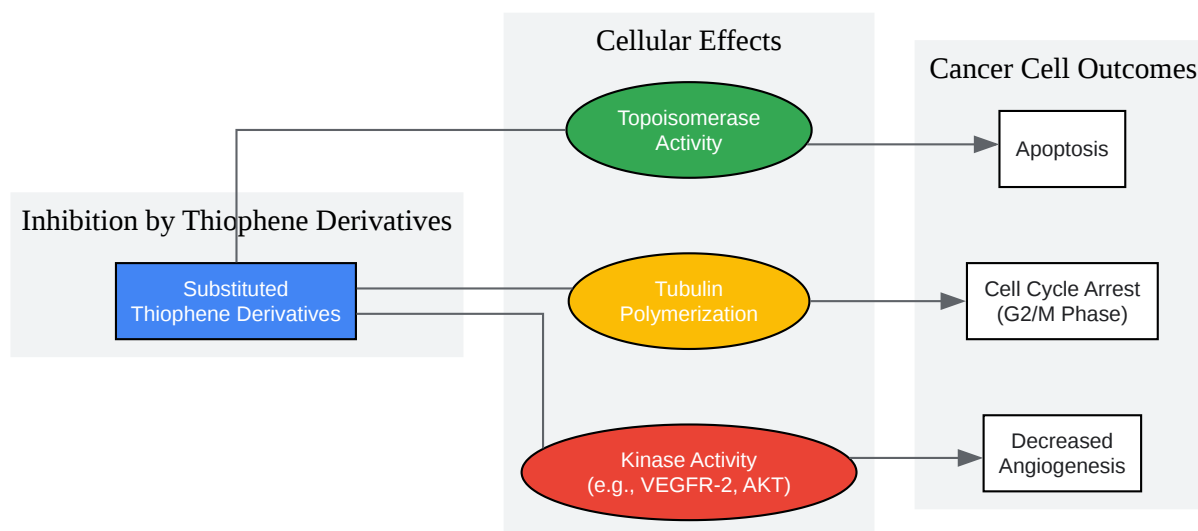 Inhibition by Thiophene Derivatives
Substituted
Thiophene Derivatives
Cellular Effects
Topoisomerase
Activity
Tubulin
Polymerization
Kinase Activity
(e.g., VEGFR-2, AKT)
Cancer Cell Outcomes
Apoptosis
Cell Cycle Arrest
(G2/M Phase)
Decreased
Angiogenesis